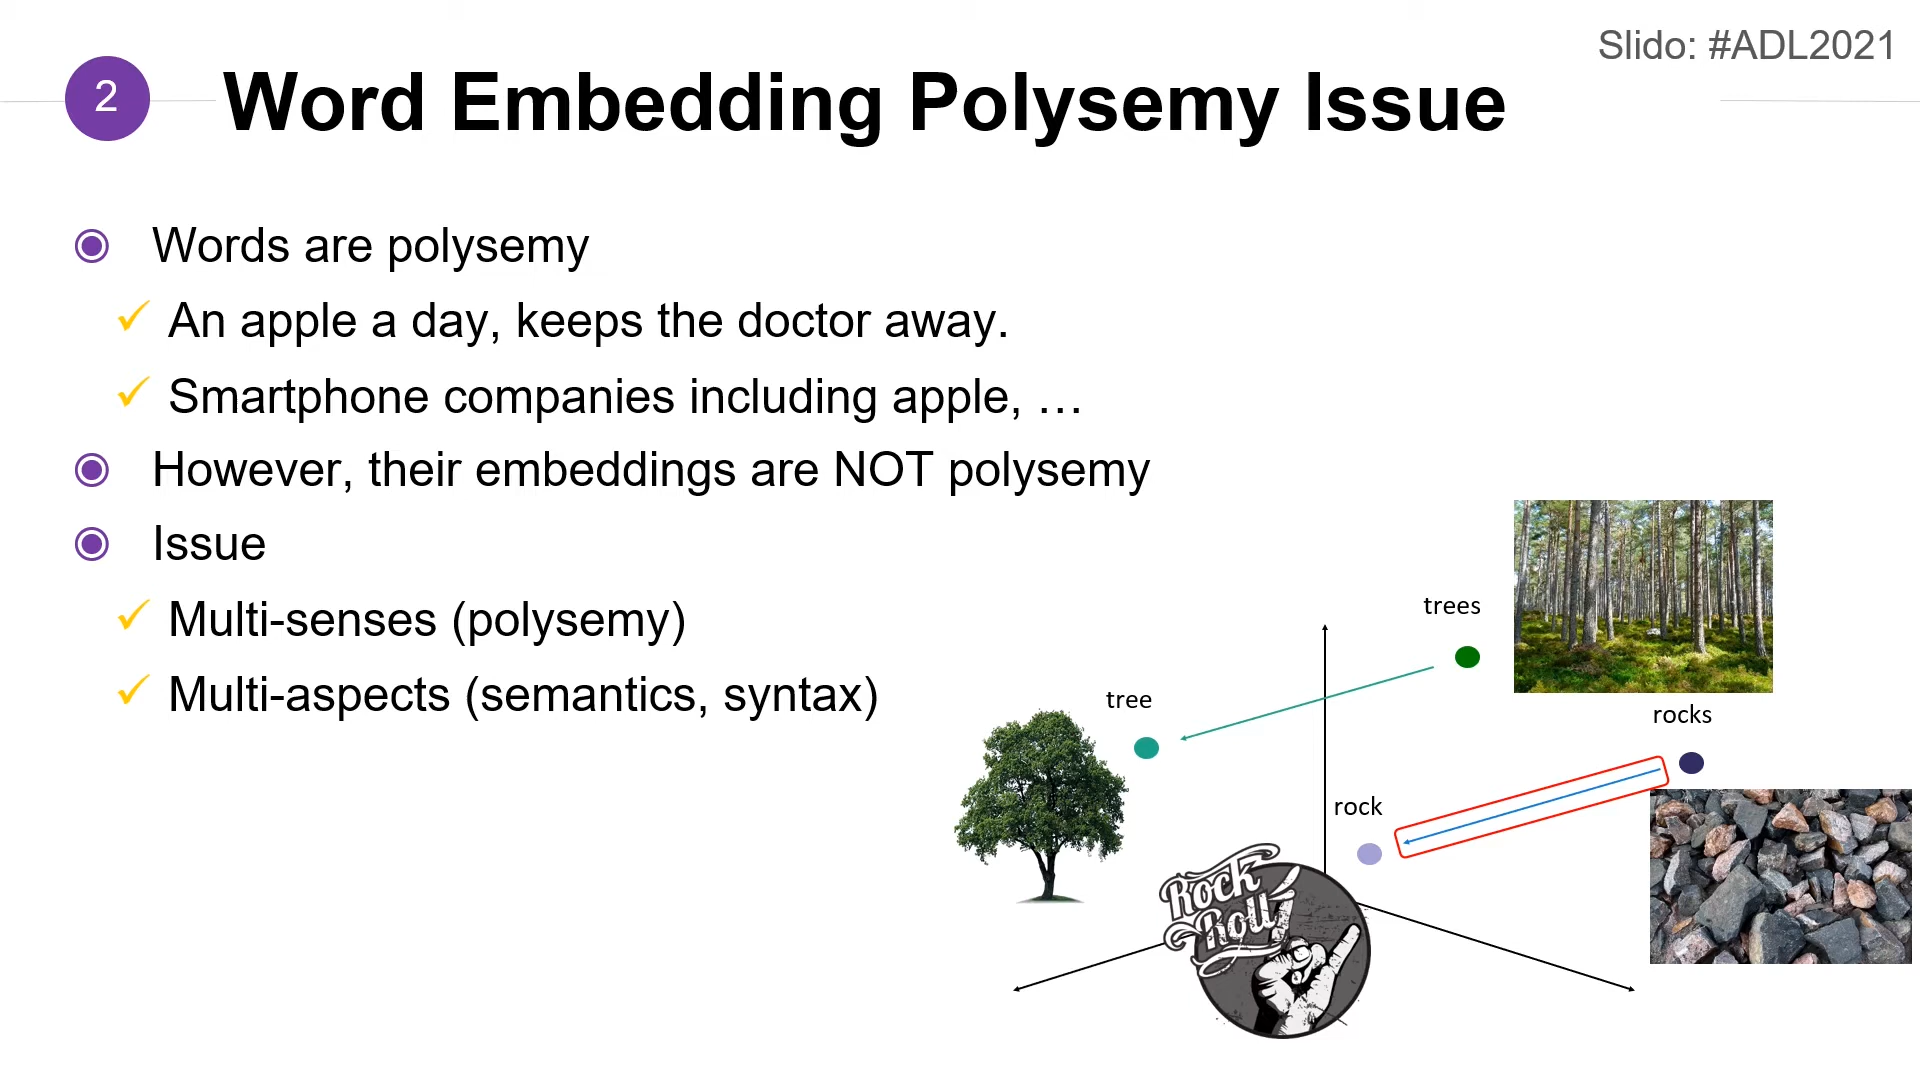 Slido: #ADL2021
2
Word Embedding Polysemy Issue
Words are polysemy
An apple a day, keeps the doctor away.
Smartphone companies including apple, …
However, their embeddings are NOT polysemy
Issue
Multi-senses (polysemy)
Multi-aspects (semantics, syntax)
trees
tree
rocks
rock
Rock
Roll